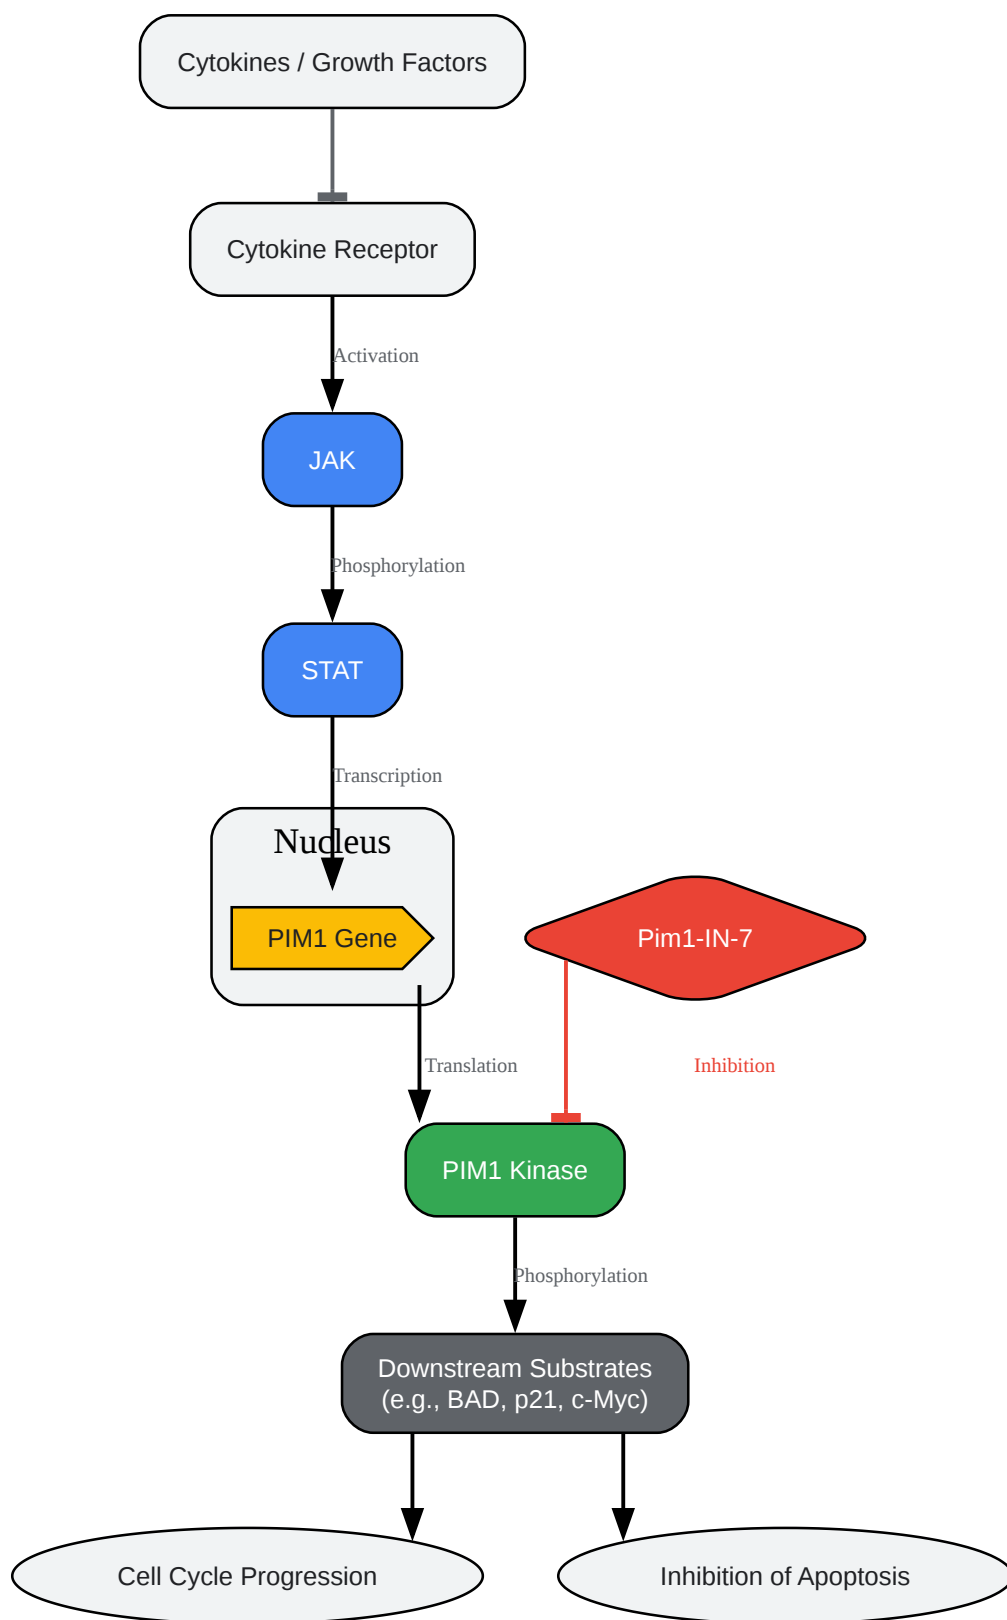 Cytokines / Growth Factors
Cytokine Receptor
Activation
JAK
Phosphorylation
STAT
Transcription
Nucleus
PIM1 Gene
Pim1-IN-7
Translation
Inhibition
PIM1 Kinase
Phosphorylation
Downstream Substrates
(e.g., BAD, p21, c-Myc)
Cell Cycle Progression
Inhibition of Apoptosis